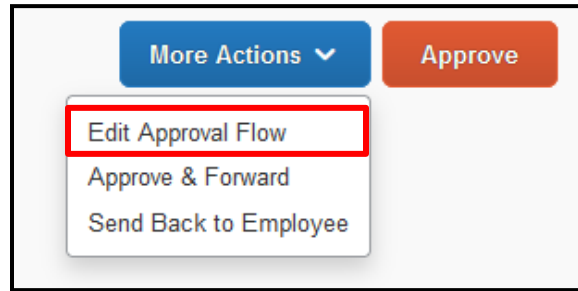 More Actions
Approve
Edit Approval Flow
Approve & Forward
Send Back to Employee